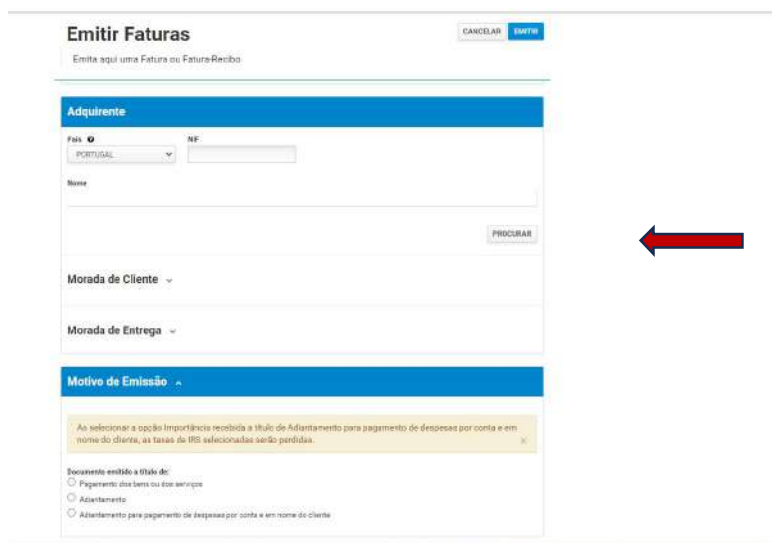 Emitir Faturas
CANCELAR EMITIR
Emita aqui uma Fatura ou Fatura-Recibo
Adquirente
País
NIF
PORTUGAL
Nome
PROCURAR
Morada de Cliente
Morada de Entrega
Motivo de Emissão
Ao selecionar a opção Importância recebida a título de Adiantamento para pagamento de despesas por conta e em
nome do cliente, as taxas de IRS selecionadas serão perdidas.
Documento emitido a título de:
Pagamento dos bens ou dos serviços
Adiantamento
Adiantamento para pagamento de despesas por conta e em nome do cliente